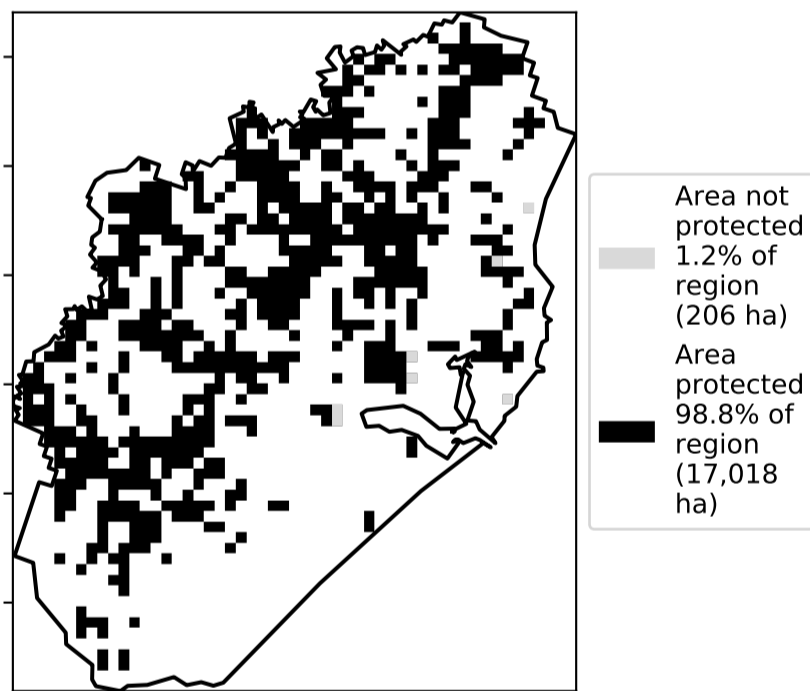 Area not
protected
1.2% of
region
(206 ha)
Area
protected
98.8% of
region
(17,018
ha)